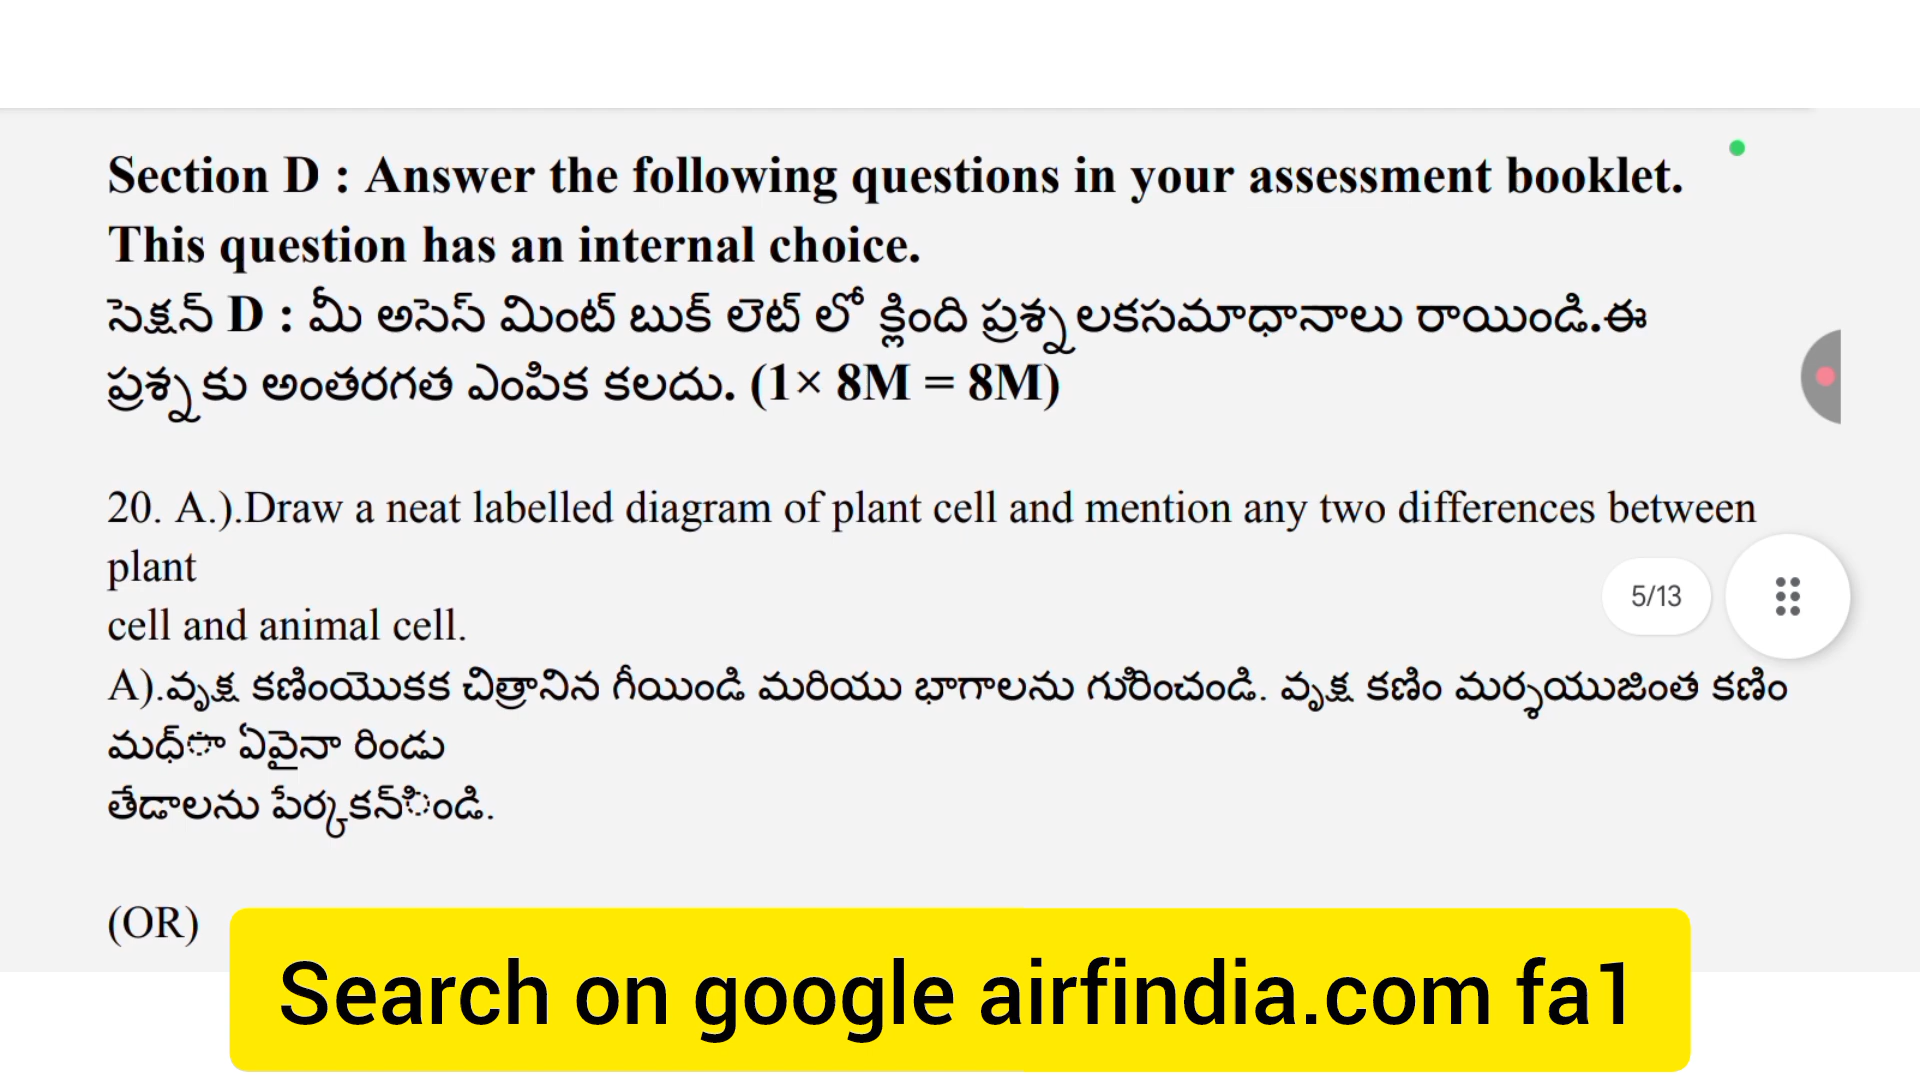 Section D : Answer the following questions in your assessment booklet.
This question has an internal choice.
సెక్షన్ D : మీ అసెస్ మింట్ బుక్ లెట్ లో క్లింది ప్రశ్నలకసమాధానాలు రాయిండి.ఈ
ప్రశ్నకు అంతరగత ఎంపిక కలదు. (1× 8M = 8M)
20. A.).Draw a neat labelled diagram of plant cell and mention any two differences between
plant
5/13
cell and animal cell.
A).వృక్ష కణింయొకక చిత్రానిన గీయిండి మరియు భాగాలను గురించండి. వృక్ష కణిం మర్శయుజింత కణిం
ఏవైనా రిండు
తేడాలను
(OR)
Search on google airfindia.com fa1